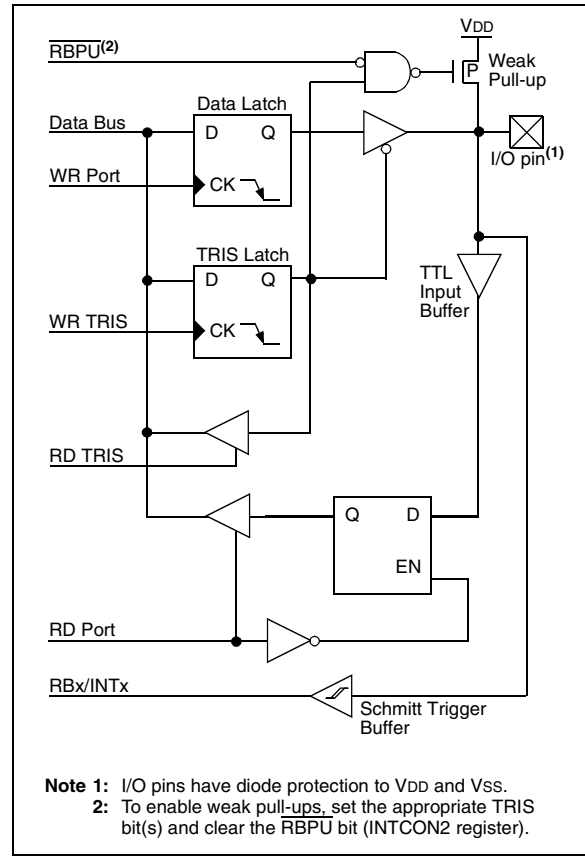 VDD
RBPU(2)
P
Weak
Pull-up
Data Latch
Data Bus
D Q
I/O pin(1)
WR Port
CK
TRIS Latch
D Q
TTL
Input
Buffer
WR TRIS
CK
RD TRIS
Q D
EN
RD Port
RBx/INTx
Schmitt Trigger
Buffer
Note 1: I/O pins have diode protection to VDD and VSS.
2: To enable weak pull-ups, set the appropriate TRIS
bit(s) and clear the RBPU bit (INTCON2 register).